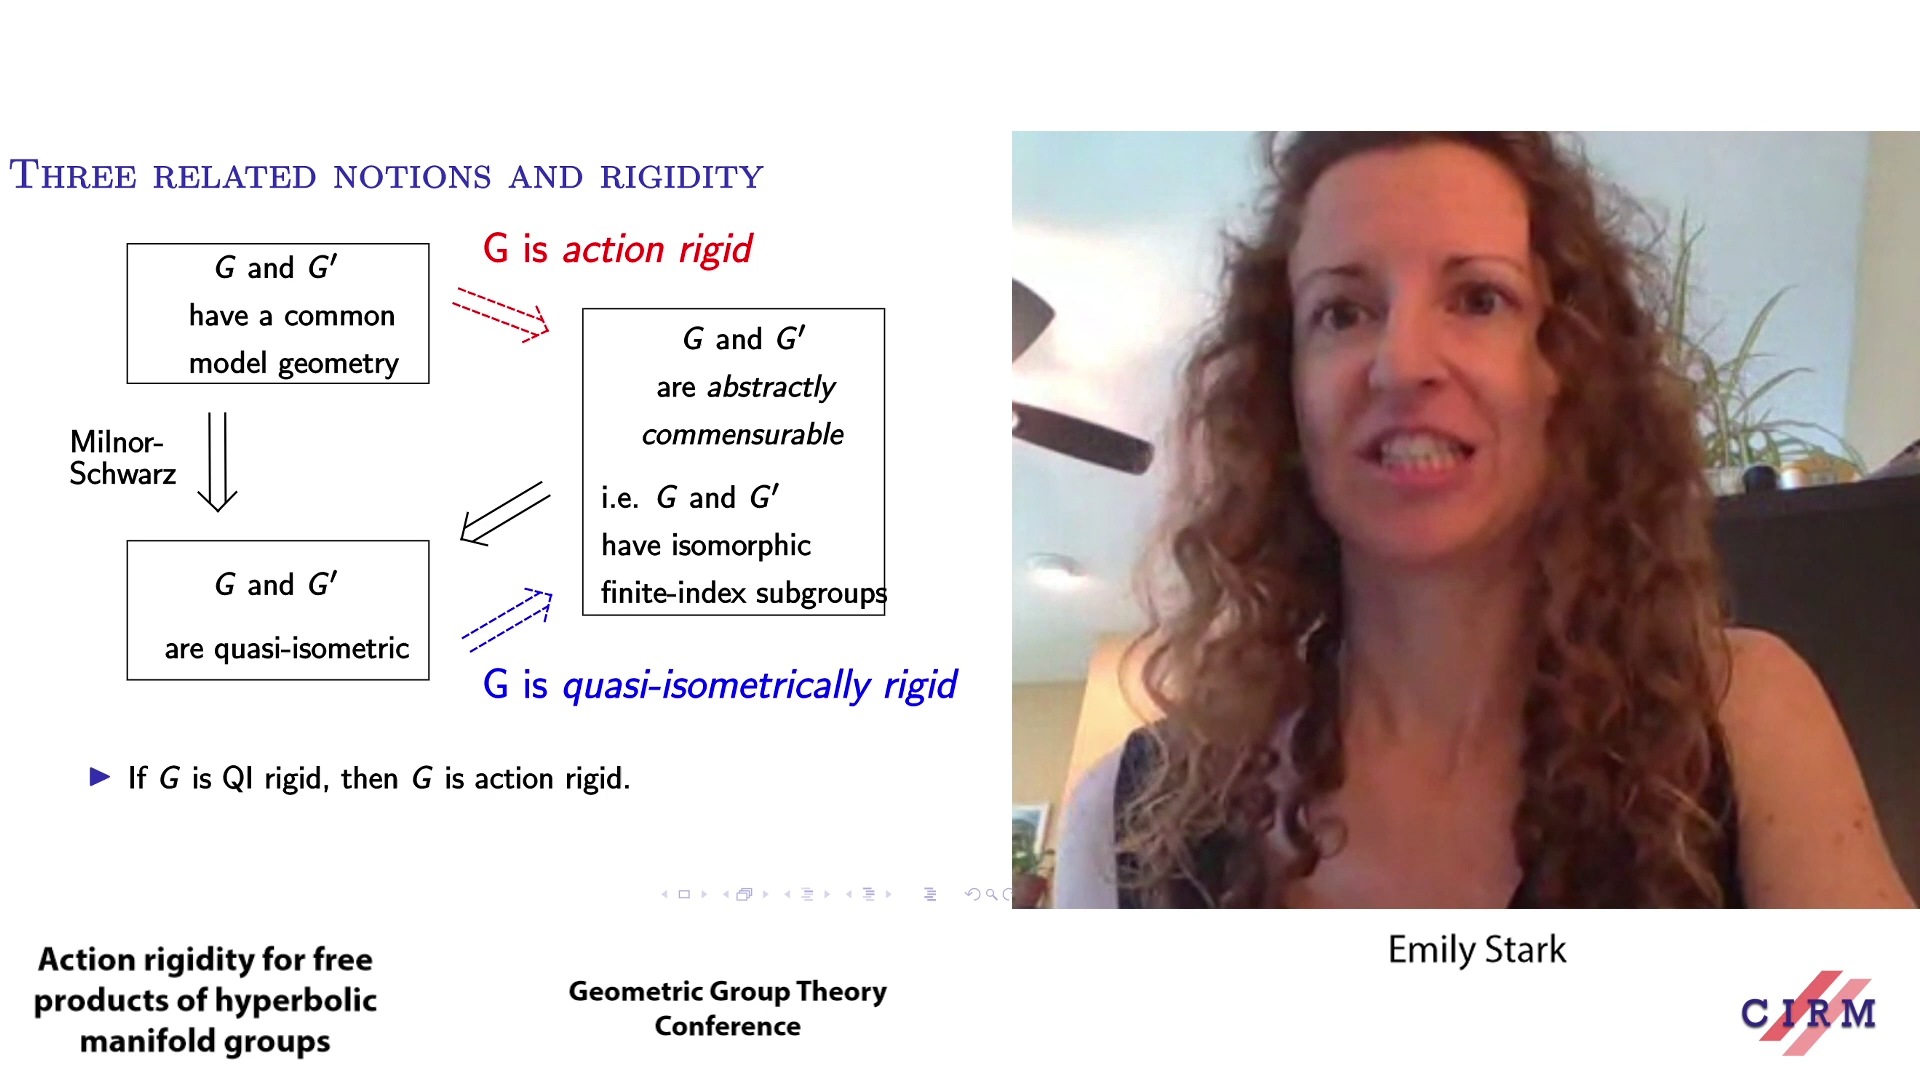 THREE RELATED NOTIONS AND RIGIDITY
G is action rigid
G and G′
have a common
model geometry
G and G′
are abstractly
commensurable
i.e. G and G′
have isomorphic
finite-index subgroups
Milnor-
Schwarz
G and G′
are quasi-isometric
G is quasi-isometrically rigid
If G is QI rigid, then G is action rigid.
Action rigidity for free
products of hyperbolic
manifold groups
Geometric Group Theory
Conference
Emily Stark
CIRM